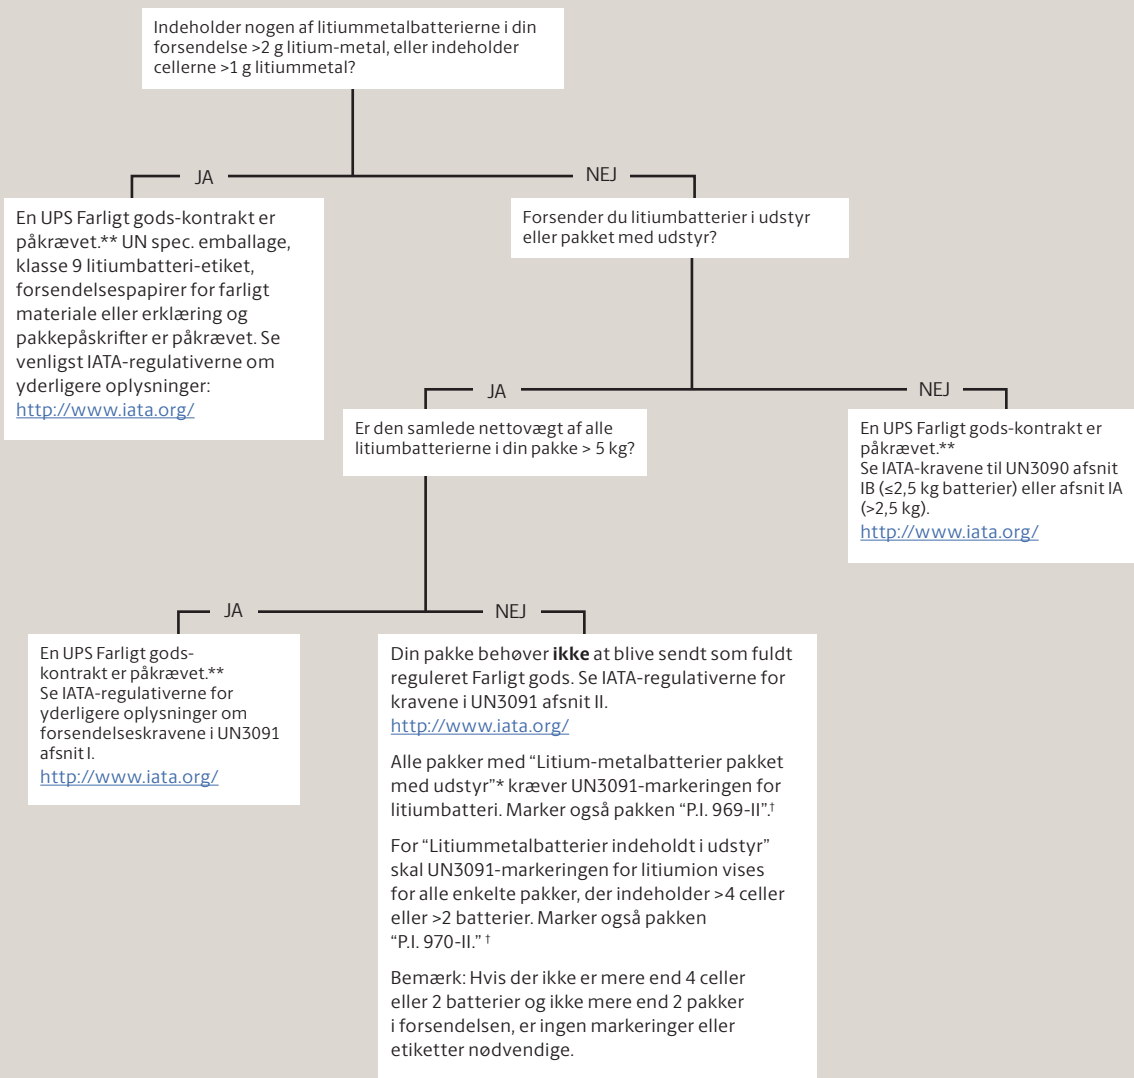 Indeholder nogen af litiummetalbatterierne i din
forsendelse >2 g litium-metal, eller indeholder
cellerne >1 g litiummetal?
JA
NEJ
En UPS Farligt gods-kontrakt er
påkrævet.** UN spec. emballage,
klasse 9 litiumbatteri-etiket,
forsendelsespapirer for farligt
materiale eller erklæring og
pakkepåskrifter er påkrævet. Se
venligst IATA-regulativerne om
yderligere oplysninger:
http://www.iata.org/
Forsender du litiumbatterier i udstyr
eller pakket med udstyr?
JA
NEJ
Er den samlede nettovægt af alle
litiumbatterierne i din pakke > 5 kg?
En UPS Farligt gods-kontrakt er
påkrævet.**
Se IATA-kravene til UN3090 afsnit
IB (≤2,5 kg batterier) eller afsnit IA
(>2,5 kg).
http://www.iata.org/
JA
NEJ
En UPS Farligt gods-
kontrakt er påkrævet.**
Se IATA-regulativerne for
yderligere oplysninger om
forsendelseskravene i UN3091
afsnit I.
http://www.iata.org/
Din pakke behøver ikke at blive sendt som fuldt
reguleret Farligt gods. Se IATA-regulativerne for
kravene i UN3091 afsnit II.
http://www.iata.org/
Alle pakker med “Litium-metalbatterier pakket
med udstyr”* kræver UN3091-markeringen for
litiumbatteri. Marker også pakken “P.I. 969-II”.†
For “Litiummetalbatterier indeholdt i udstyr”
skal UN3091-markeringen for litiumion vises
for alle enkelte pakker, der indeholder >4 celler
eller >2 batterier. Marker også pakken
“P.I. 970-II.” †
Bemærk: Hvis der ikke er mere end 4 celler
eller 2 batterier og ikke mere end 2 pakker
i forsendelsen, er ingen markeringer eller
etiketter nødvendige.